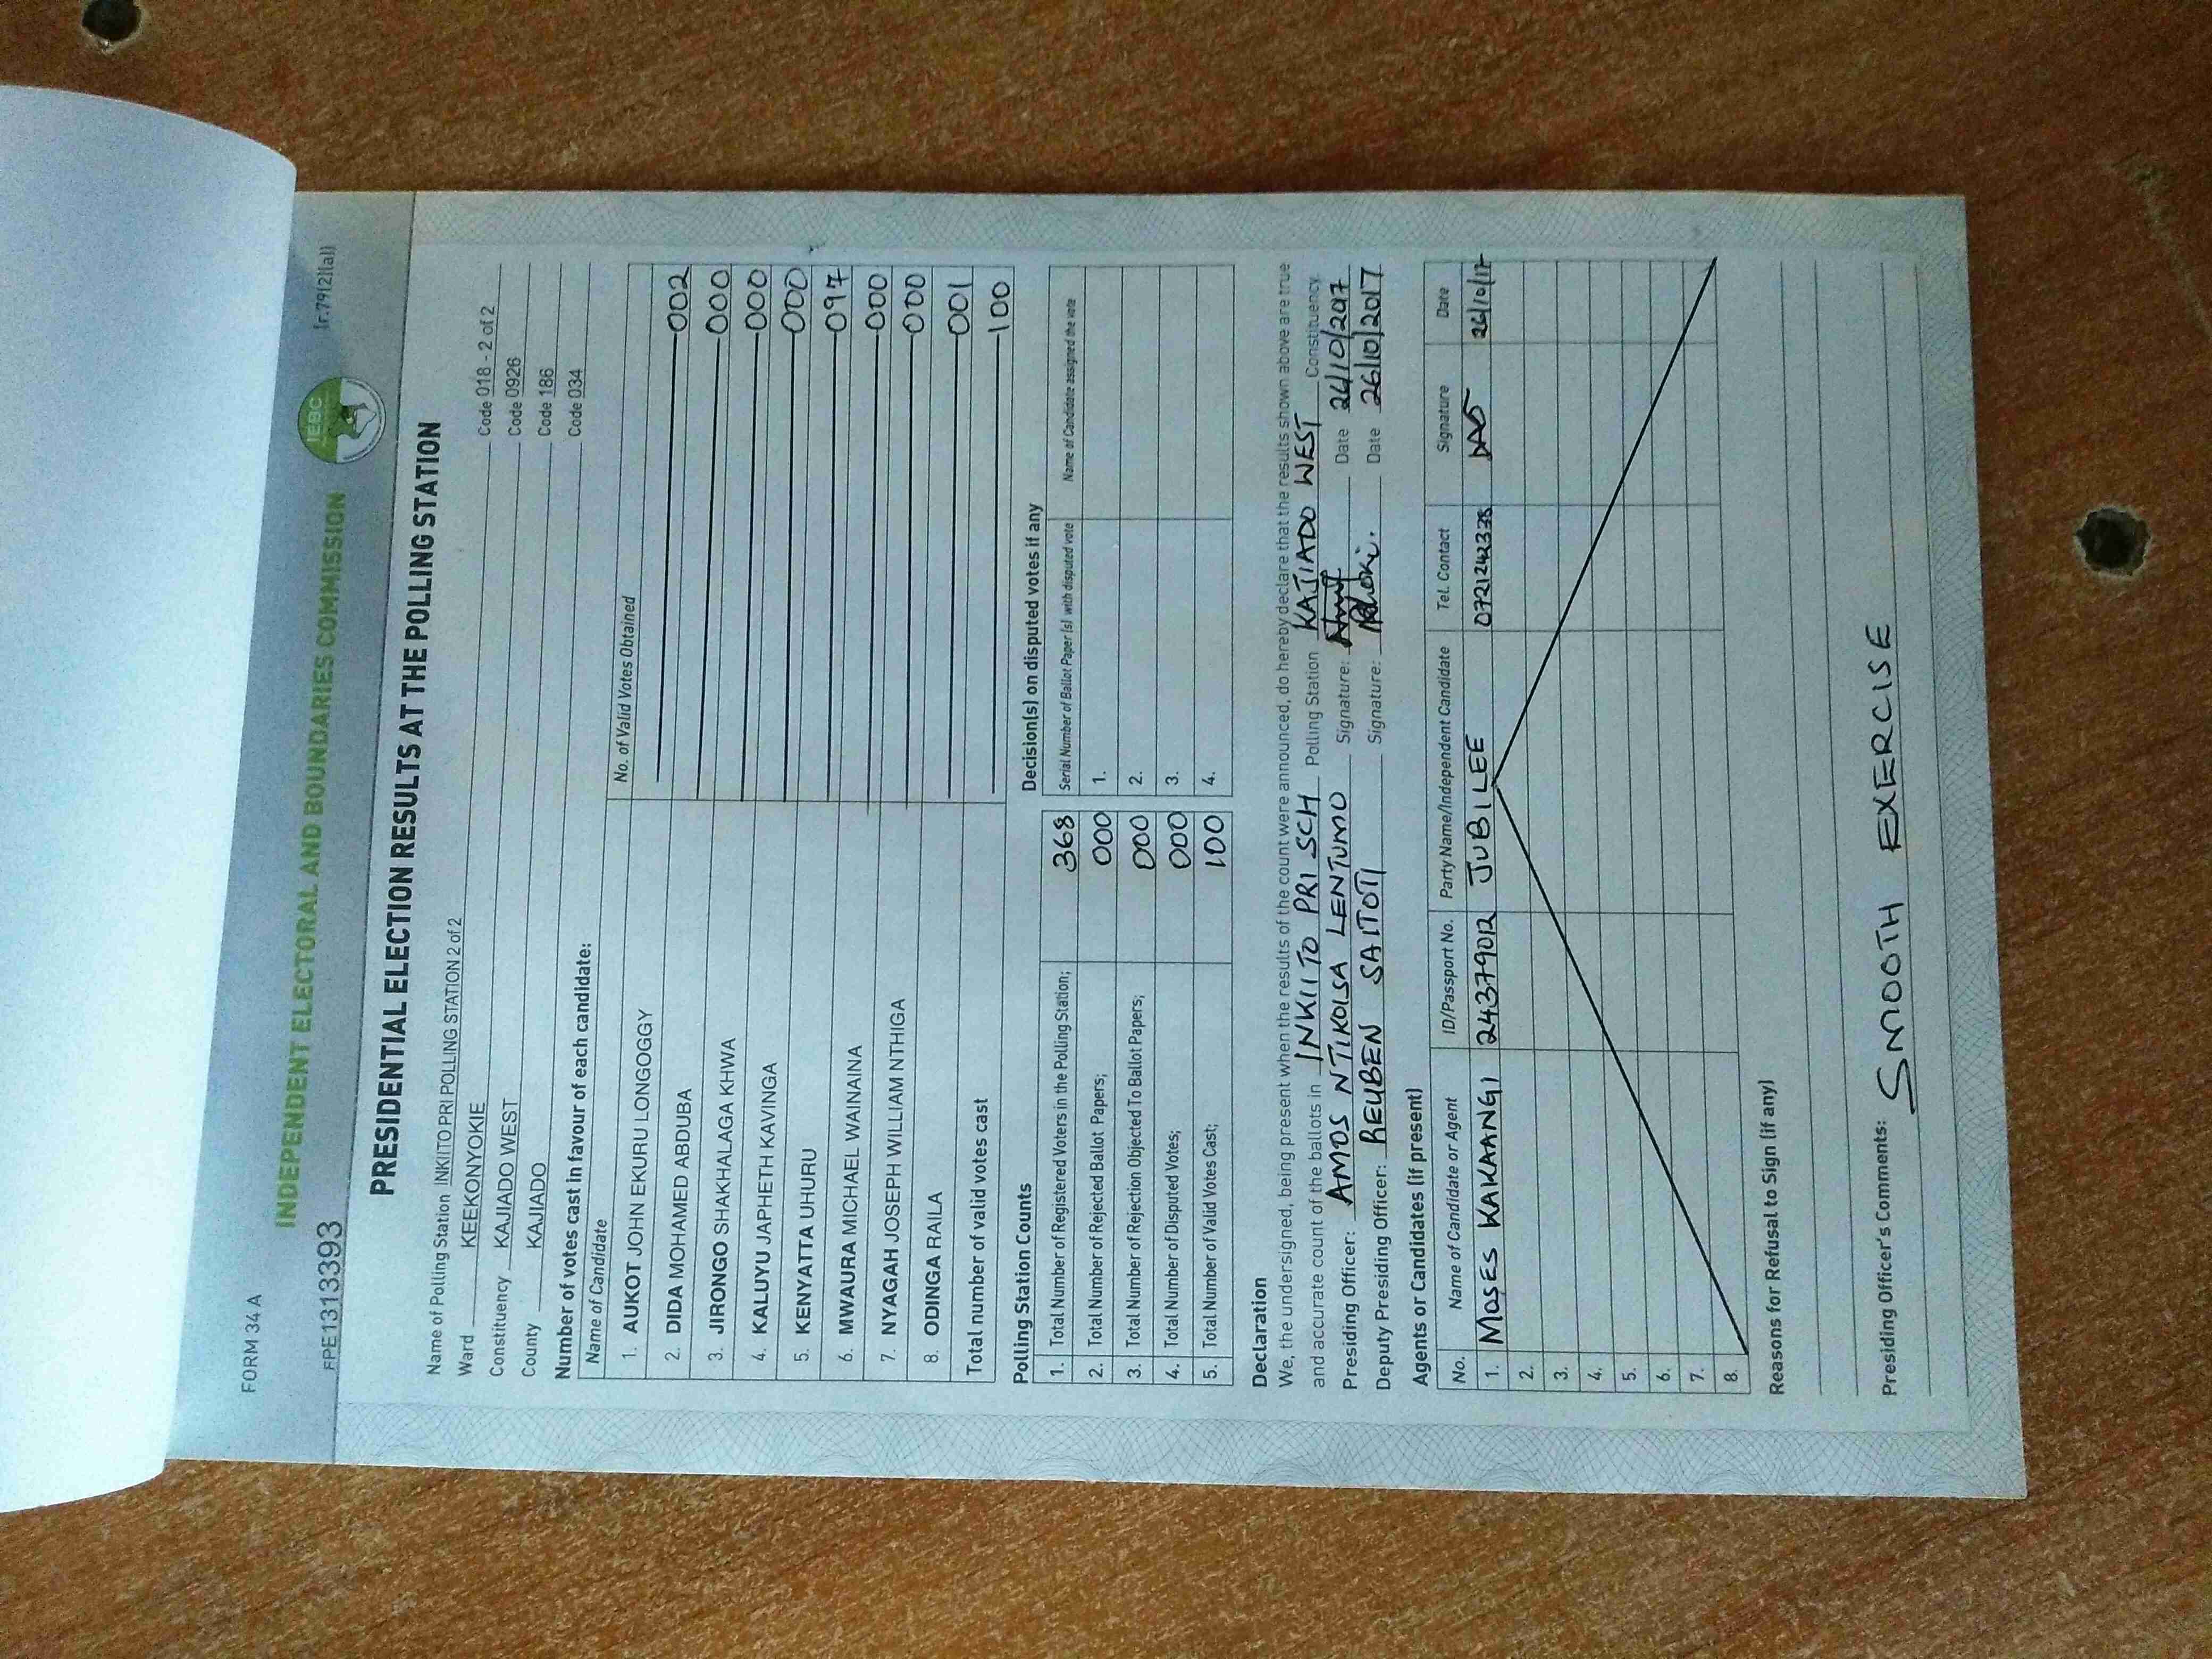 FORM 34 A
INDEPENDENT ELECTORAL AND BOUNDARIES COMMISSION
IEBC
(r.79(2)(a))
FPE1313393
PRESIDENTIAL ELECTION RESULTS AT THE POLLING STATION
Name of Polling Station INKIITO PRI POLLING STATION 2 of 2 Code 018 - 2 of 2
Ward KEEKONYOKIE Code 0926
Constituency KAJIADO WEST Code 186
County KAJIADO Code 034
Number of votes cast in favour of each candidate:
Name of Candidate No. of Valid Votes Obtained
1. AUKOT JOHN EKURU LONGOGGY 002
2. DIDA MOHAMED ABDUBA 000
3. JIRONGO SHAKHALAGA KHWA 000
4. KALUYU JAPHETH KAVINGA 000
5. KENYATTA UHURU 097
6. MWAURA MICHAEL WAINAINA 000
7. NYAGAH JOSEPH WILLIAM NTHIGA 000
8. ODINGA RAILA 001
Total number of valid votes cast 100
Polling Station Counts Decision(s) on disputed votes if any
1. Total Number of Registered Voters in the Polling Station; 368 Serial Number of Ballot Paper (s) with disputed vote Name of Candidate assigned the vote
2. Total Number of Rejected Ballot Papers; 000 1.
3. Total Number of Rejection Objected To Ballot Papers; 000 2.
4. Total Number of Disputed Votes; 000 3.
5. Total Number of Valid Votes Cast; 100 4.
Declaration
We, the undersigned, being present when the results of the count were announced, do hereby declare that the results shown above are true
and accurate count of the ballots in INKIITO PRI SCH Polling Station KAJIADO WEST Constituency.
Presiding Officer: AMOS NTIKOISA LENTUMO Signature: Date 26/10/2017
Deputy Presiding Officer: REUBEN SAITOTI Signature: Date 26/10/2017
Agents or Candidates (if present)
No. Name of Candidate or Agent ID/Passport No. Party Name/Independent Candidate Tel. Contact Signature Date
1. MOSES KAKAANGI 24379012 JUBILEE 0721242338 26/10/17
2.
3.
4.
5.
6.
7.
8.
Reasons for Refusal to Sign (if any)
Presiding Officer's Comments: SMOOTH EXERCISE